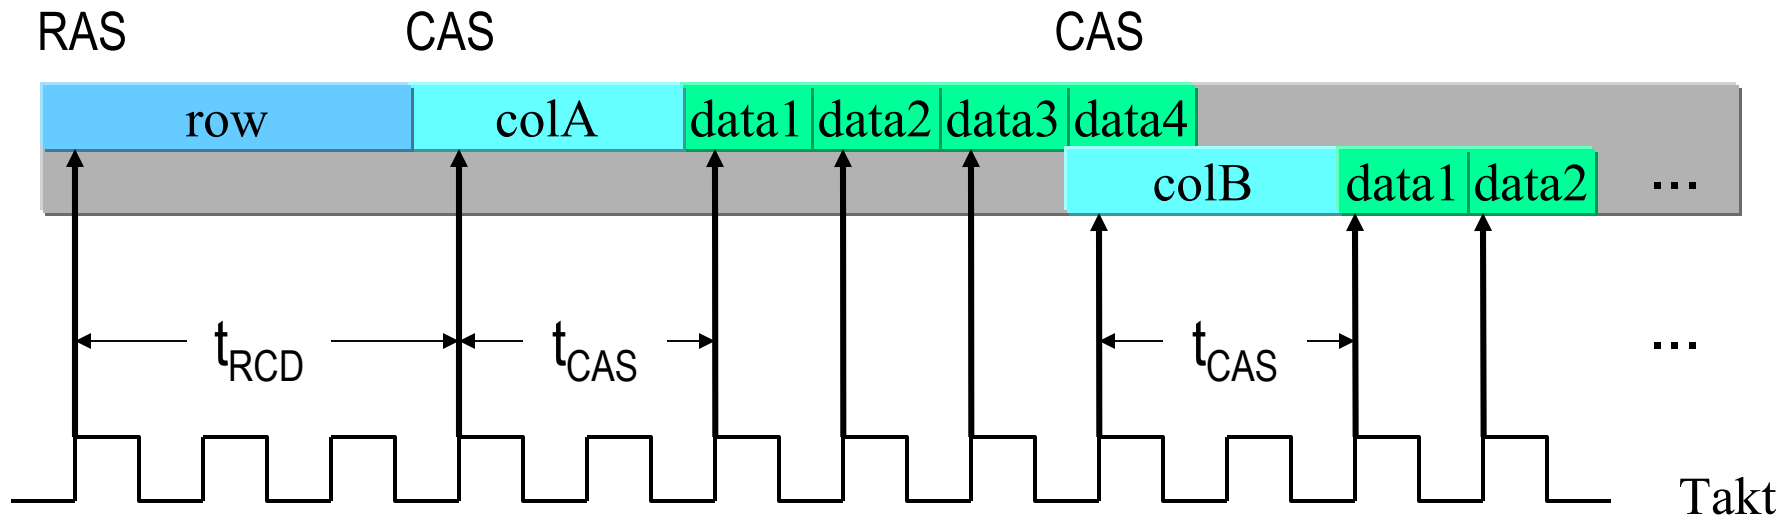 RAS CAS CAS
row colA data1 data2 data3 data4
colB data1 data2 ...
tRCD tCAS tCAS ...
Takt